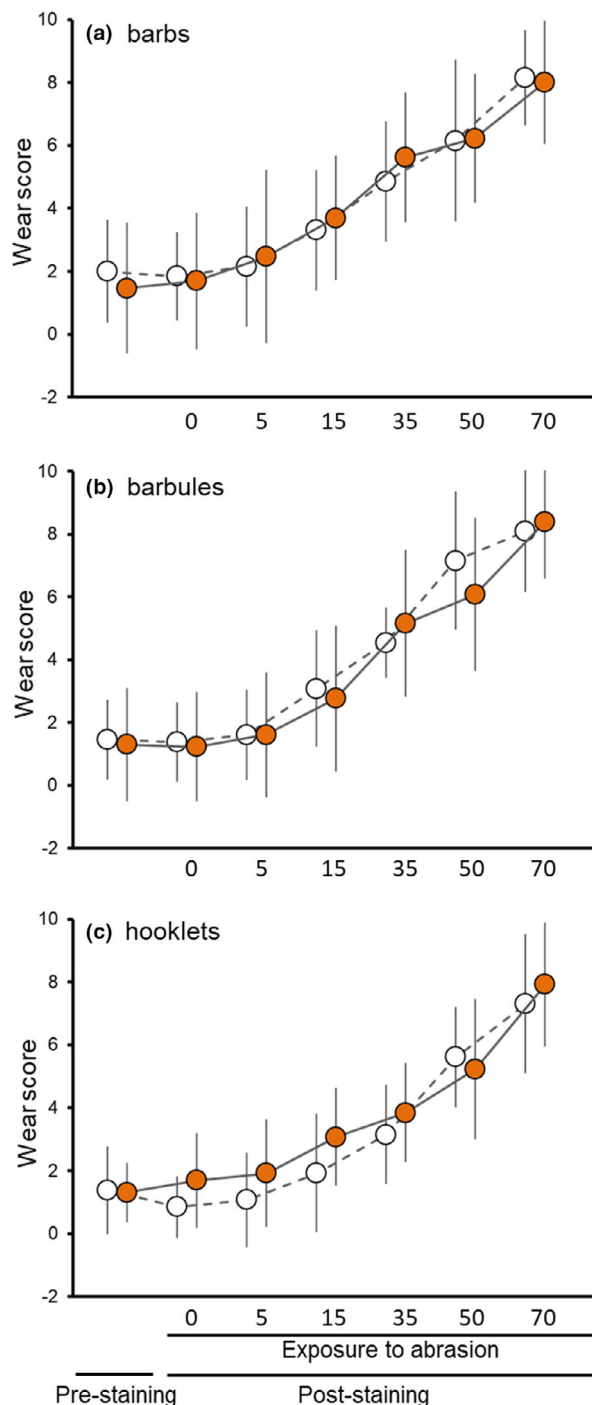 (a) barbs
10
8
6
4
2
0
-2
Wear score
0 5 15 35 50 70
(b) barbules
10
8
6
4
2
0
-2
Wear score
0 5 15 35 50 70
(c) hooklets
10
8
6
4
2
0
-2
Wear score
0 5 15 35 50 70
Exposure to abrasion
Pre-staining Post-staining